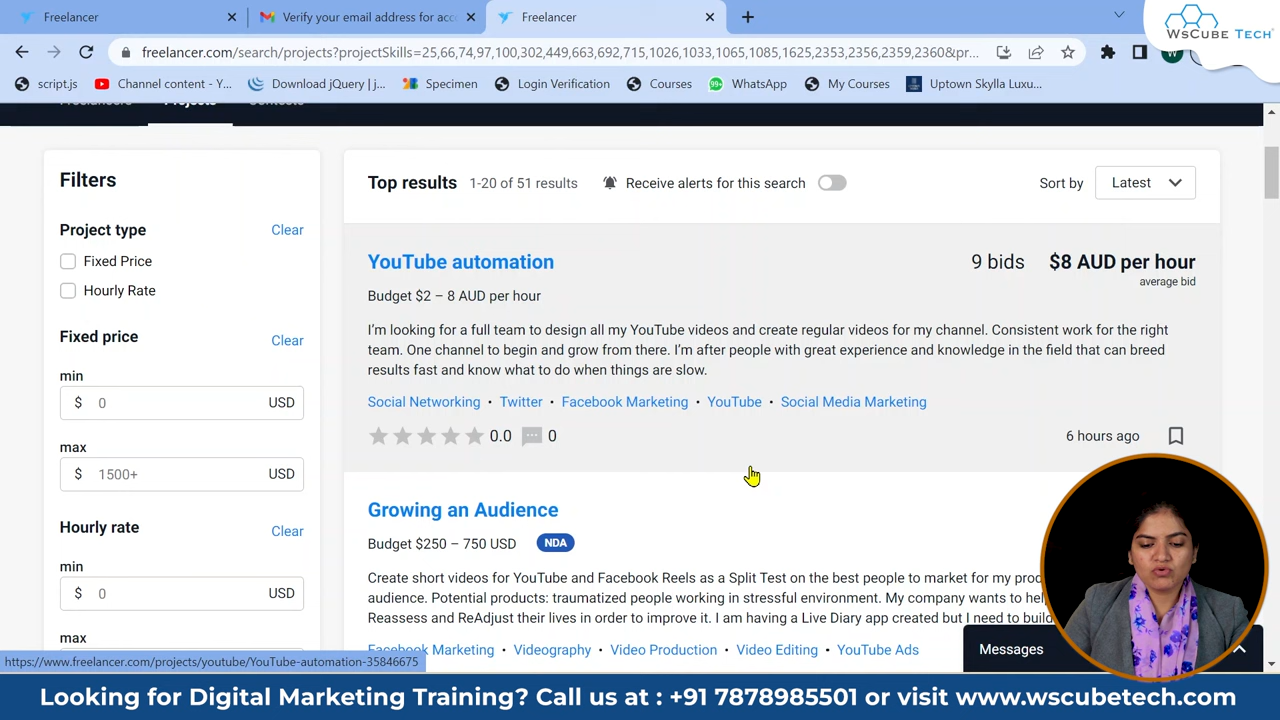 Freelancer
Verify your email address for acc
Freelancer
WsCube Tech
freelancer.com/search/projects?projectSkills=25,66,74,97,100,302,449,663,692,715,1026,1033,1065,1085,1625,2353,2356,2359,2360&pr...
script.js
Channel content - Y...
Download jQuery | j...
Specimen
Login Verification
Courses
WhatsApp
My Courses
Uptown Skylla Luxu...
Freelancers Projects Contests
Filters
Project type Clear
Fixed Price
Hourly Rate
Fixed price Clear
min
$ 0 USD
max
$ 1500+ USD
Hourly rate Clear
min
$ 0 USD
max
Top results 1-20 of 51 results Receive alerts for this search Sort by Latest
YouTube automation 9 bids $8 AUD per hour
average bid
Budget $2 – 8 AUD per hour
I’m looking for a full team to design all my YouTube videos and create regular videos for my channel. Consistent work for the right
team. One channel to begin and grow from there. I’m after people with great experience and knowledge in the field that can breed
results fast and know what to do when things are slow.
Social Networking • Twitter • Facebook Marketing • YouTube • Social Media Marketing
0.0 0 6 hours ago
Growing an Audience
Budget $250 – 750 USD NDA
Create short videos for YouTube and Facebook Reels as a Split Test on the best people to market for my prod
audience. Potential products: traumatized people working in stressful environment. My company wants to help
Reassess and ReAdjust their lives in order to improve it. I am having a Live Diary app created but I need to build
Facebook Marketing • Videography • Video Production • Video Editing • YouTube Ads
Messages
https://www.freelancer.com/projects/youtube/YouTube-automation-35846675
Looking for Digital Marketing Training? Call us at : +91 7878985501 or visit www.wscubetech.com